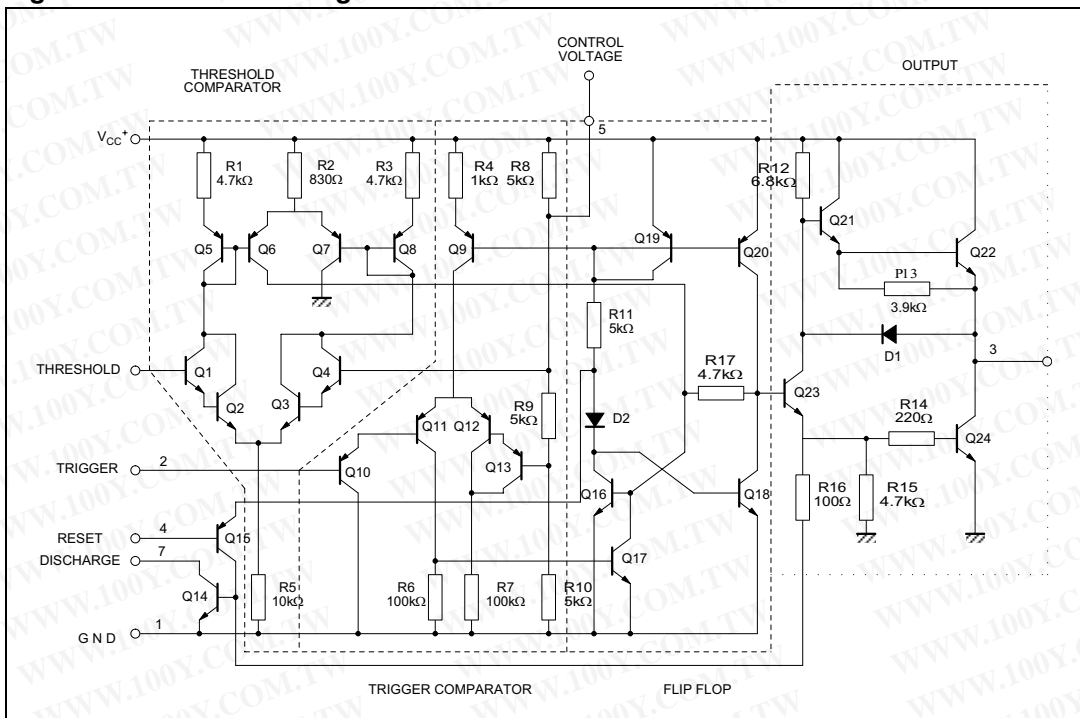 CONTROL
VOLTAGE
OUTPUT
THRESHOLD
COMPARATOR
5
VCC+
R1
4.7kΩ
R2
830Ω
R3
4.7kΩ
R4
1kΩ
R8
5kΩ
R12
6.8kΩ
Q21
Q5
Q6
Q7
Q8
Q9
Q19
Q20
Q22
P13
3.9kΩ
R11
5kΩ
D1
3
THRESHOLD
Q1
Q4
R17
4.7kΩ
Q23
Q2
Q3
R9
5kΩ
D2
R14
220Ω
Q11
Q12
Q24
TRIGGER
2
Q10
Q13
Q16
Q18
R16
100Ω
R15
4.7kΩ
RESET
4
Q15
DISCHARGE
7
Q17
Q14
R5
10kΩ
R6
100kΩ
R7
100kΩ
R10
5kΩ
GND
1
TRIGGER COMPARATOR
FLIP FLOP
WWW.100Y.COM.TW